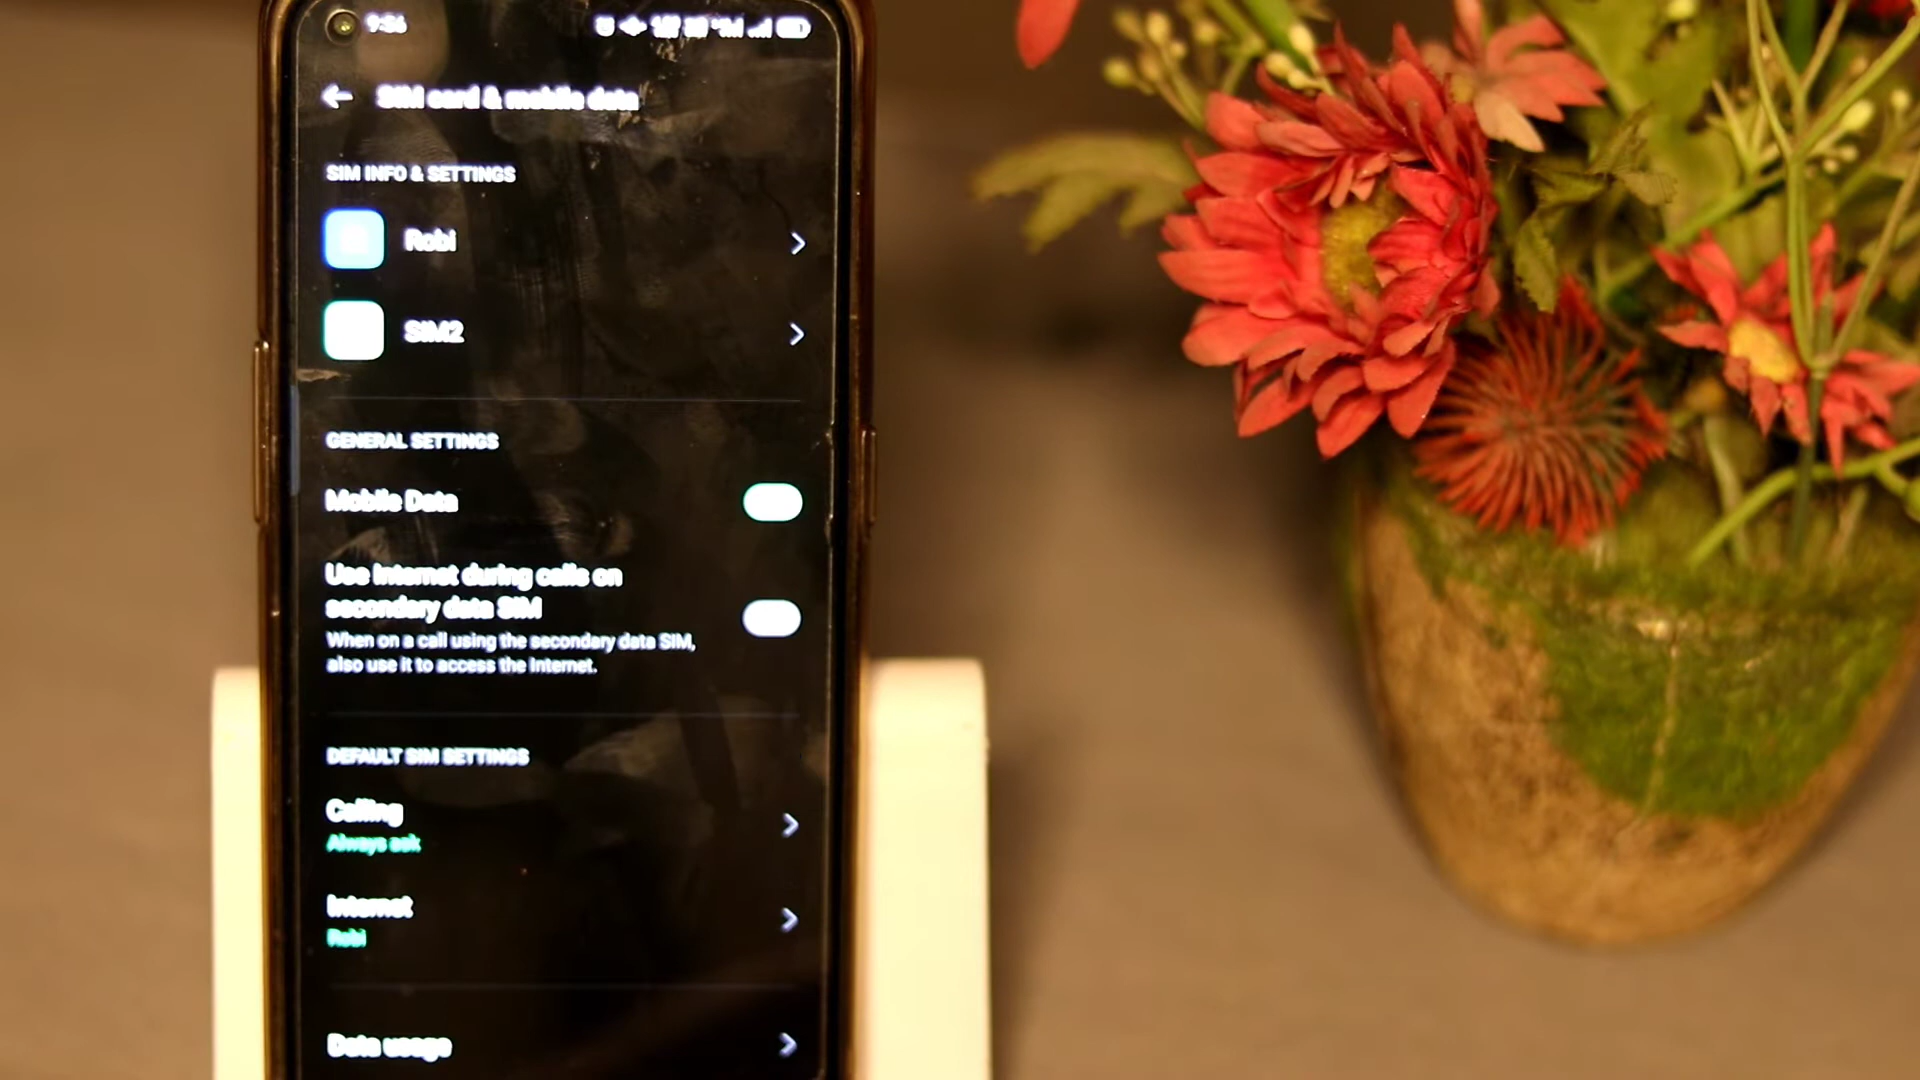 9:56
SIM card & mobile data
SIM INFO & SETTINGS
Robi
SIM2
GENERAL SETTINGS
Mobile Data
Use Internet during calls on
secondary data SIM
When on a call using the secondary data SIM,
also use it to access the Internet.
DEFAULT SIM SETTINGS
Calling
Always ask
Internet
Robi
Data usage